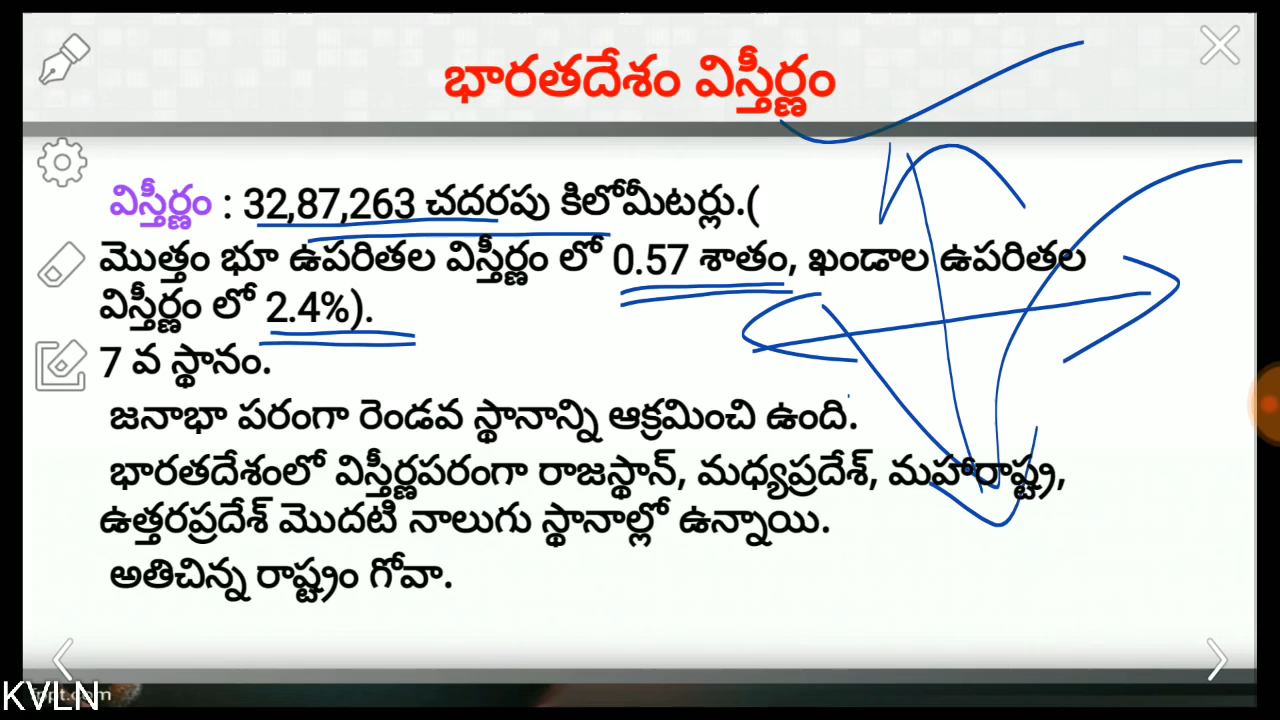 భారతదేశం విస్తీర్ణం
విస్తీర్ణం : 32,87,263 చదరపు కిలోమీటర్లు.(
మొత్తం భూ ఉపరితల విస్తీర్ణం లో 0.57 శాతం, ఖండాల ఉపరితల
విస్తీర్ణం లో 2.4%).
7 వ స్థానం.
జనాభా పరంగా రెండవ స్థానాన్ని ఆక్రమించి ఉంది.
భారతదేశంలో విస్తీర్ణపరంగా రాజస్థాన్, మధ్యప్రదేశ్, మహారాష్ట్ర,
ఉత్తరప్రదేశ్ మొదటి నాలుగు స్థానాల్లో ఉన్నాయి.
అతిచిన్న రాష్ట్రం గోవా.
KVLN